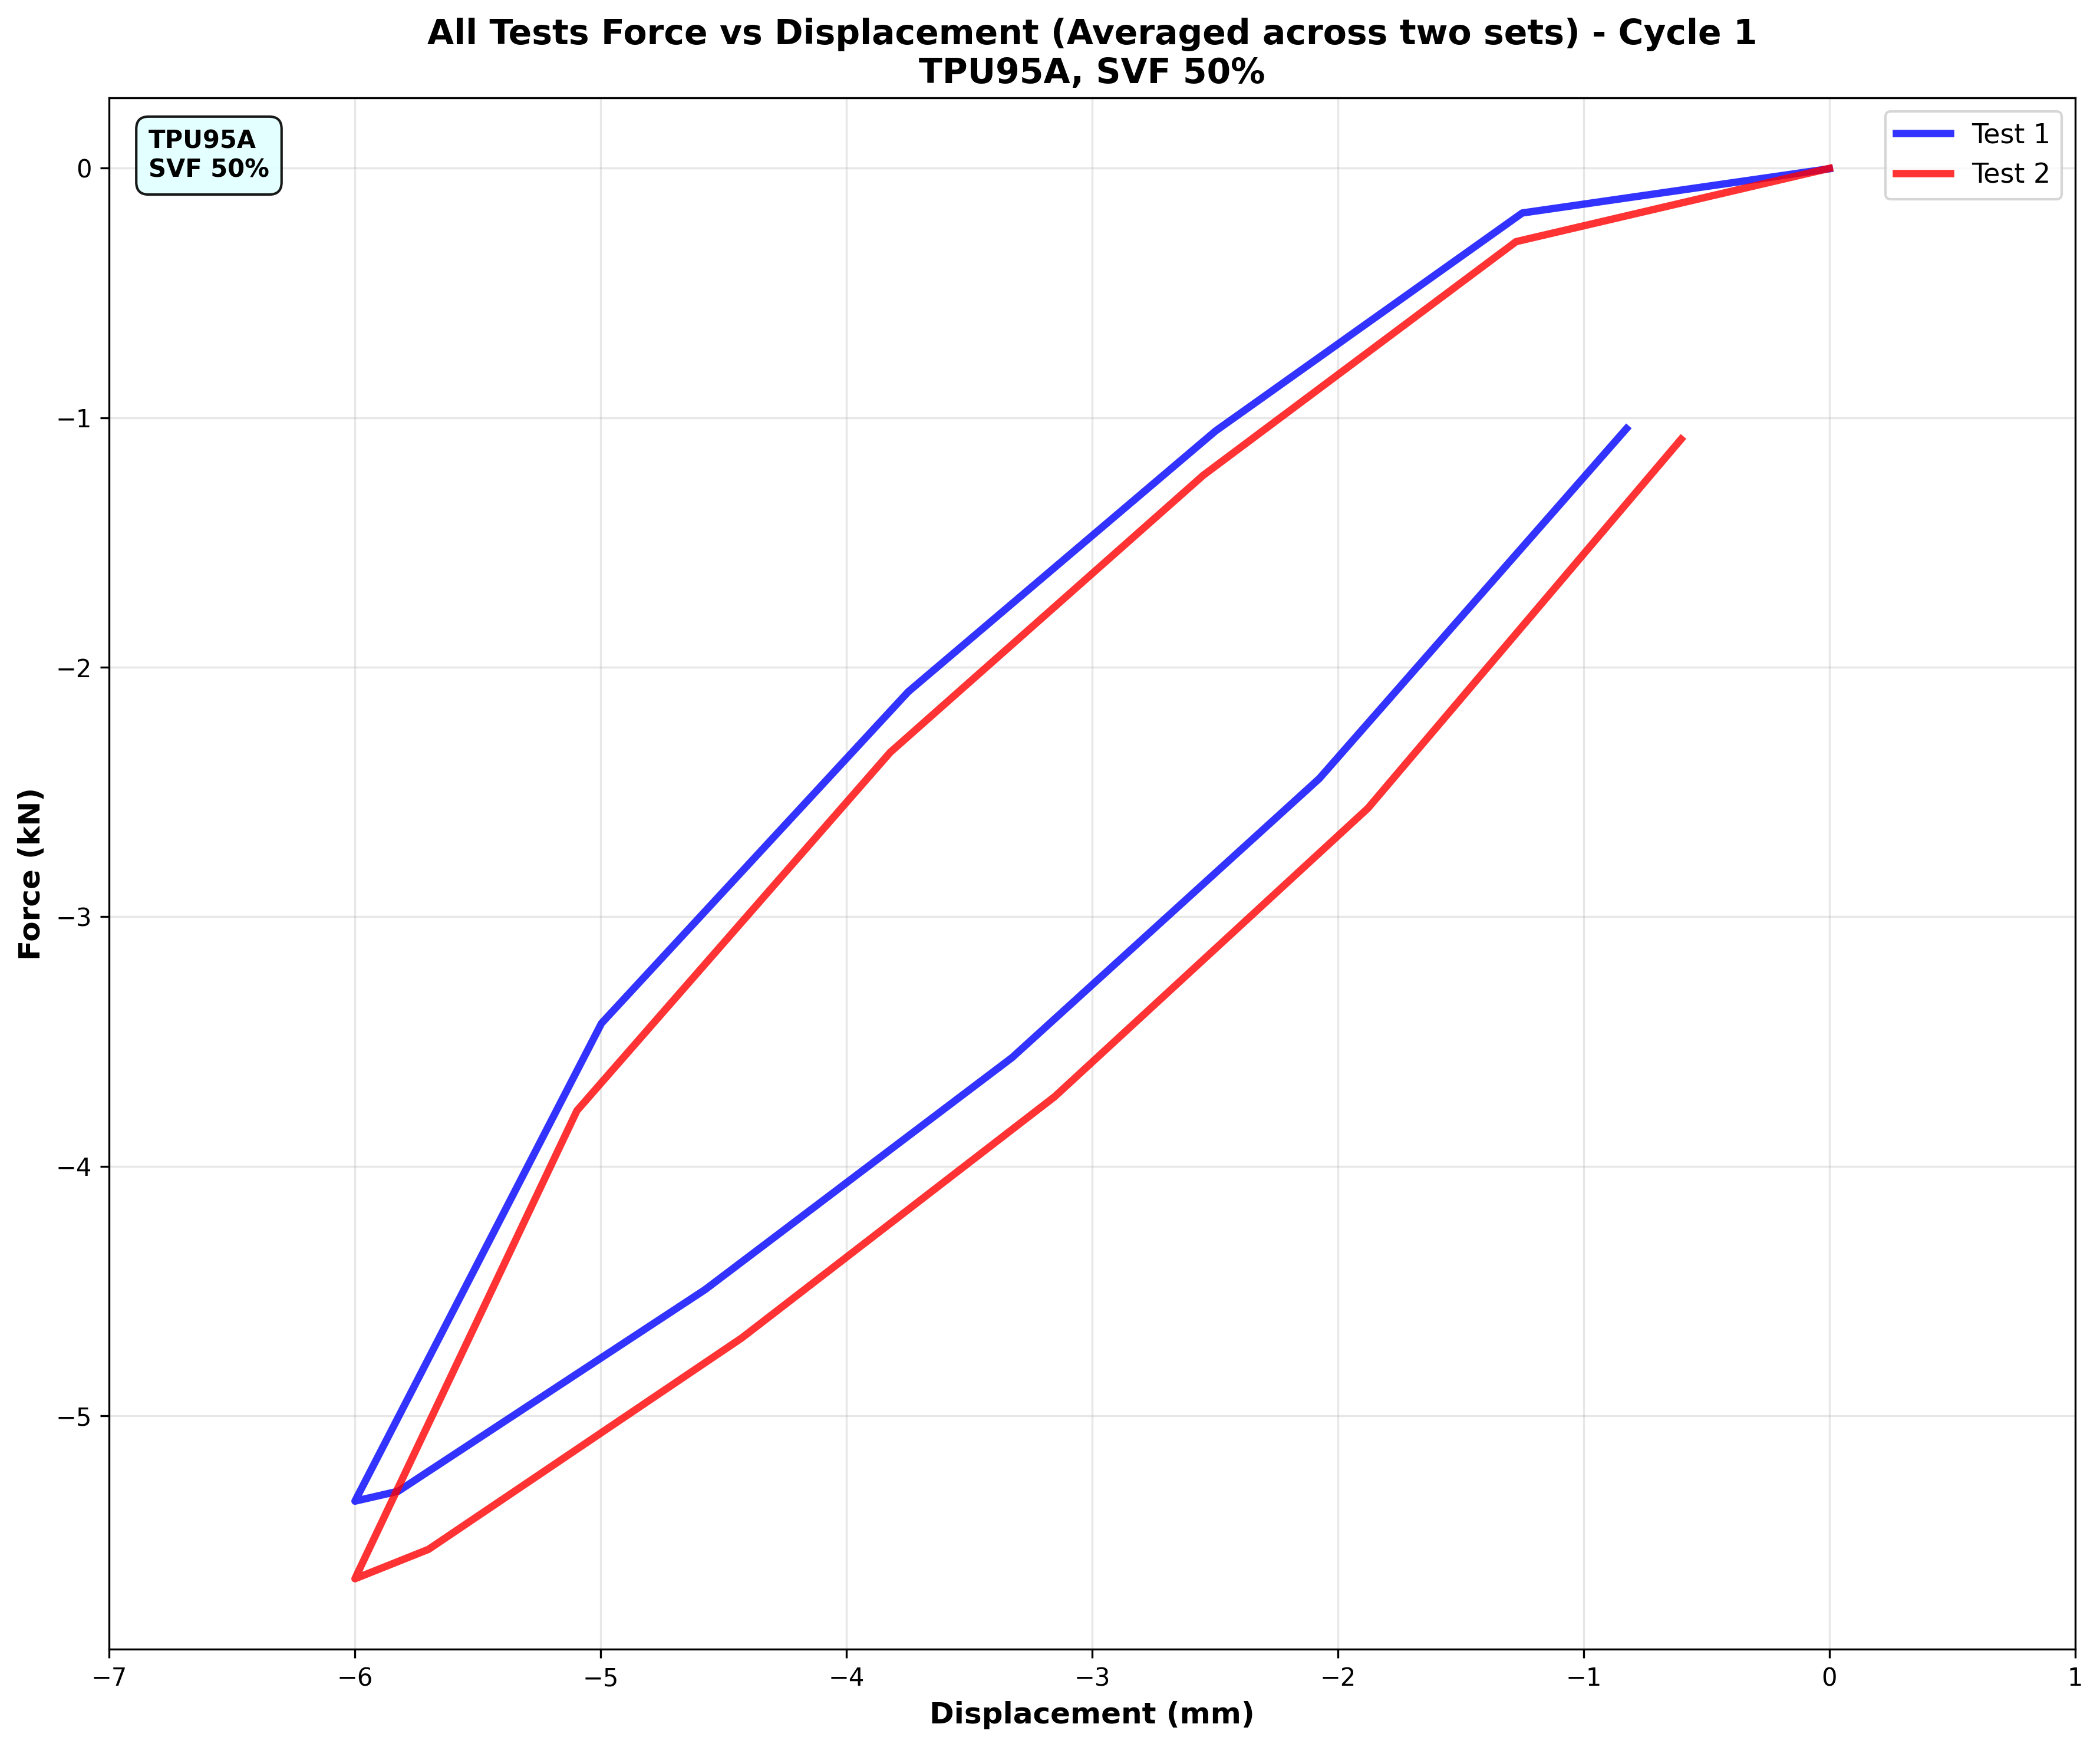 All Tests Force vs Displacement (Averaged across two sets) - Cycle 1
TPU95A, SVF 50%
TPU95A
SVF 50%
Test 1
Test 2
0
−1
−2
−3
−4
−5
Force (kN)
−7 −6 −5 −4 −3 −2 −1 0 1
Displacement (mm)